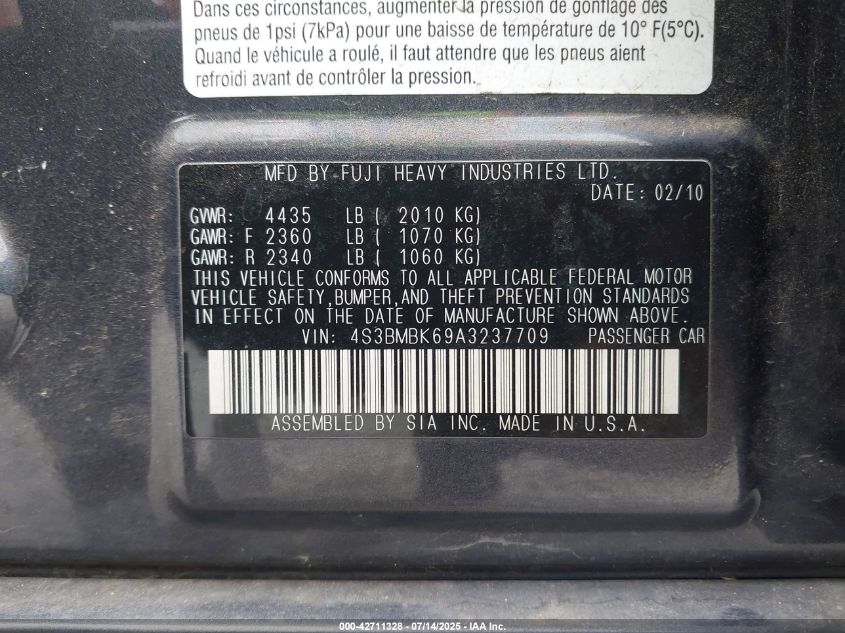 Dans ces circonstances, augmenter la pression de gonflage des
pneus de 1psi (7kPa) pour une baisse de température de 10° F(5°C).
Quand le véhicule a roulé, il faut attendre que les pneus aient
refroidi avant de contrôler la pression.
MFD BY FUJI HEAVY INDUSTRIES LTD.
DATE: 02/10
GVWR: 4435 LB ( 2010 KG)
GAWR: F 2360 LB ( 1070 KG)
GAWR: R 2340 LB ( 1060 KG)
THIS VEHICLE CONFORMS TO ALL APPLICABLE FEDERAL MOTOR
VEHICLE SAFETY,BUMPER,AND THEFT PREVENTION STANDARDS
IN EFFECT ON THE DATE OF MANUFACTURE SHOWN ABOVE.
VIN: 4S3BMBK69A3237709 PASSENGER CAR
ASSEMBLED BY SIA INC. MADE IN U.S.A.
000-42711328 - 07/14/2025 - IAA Inc.